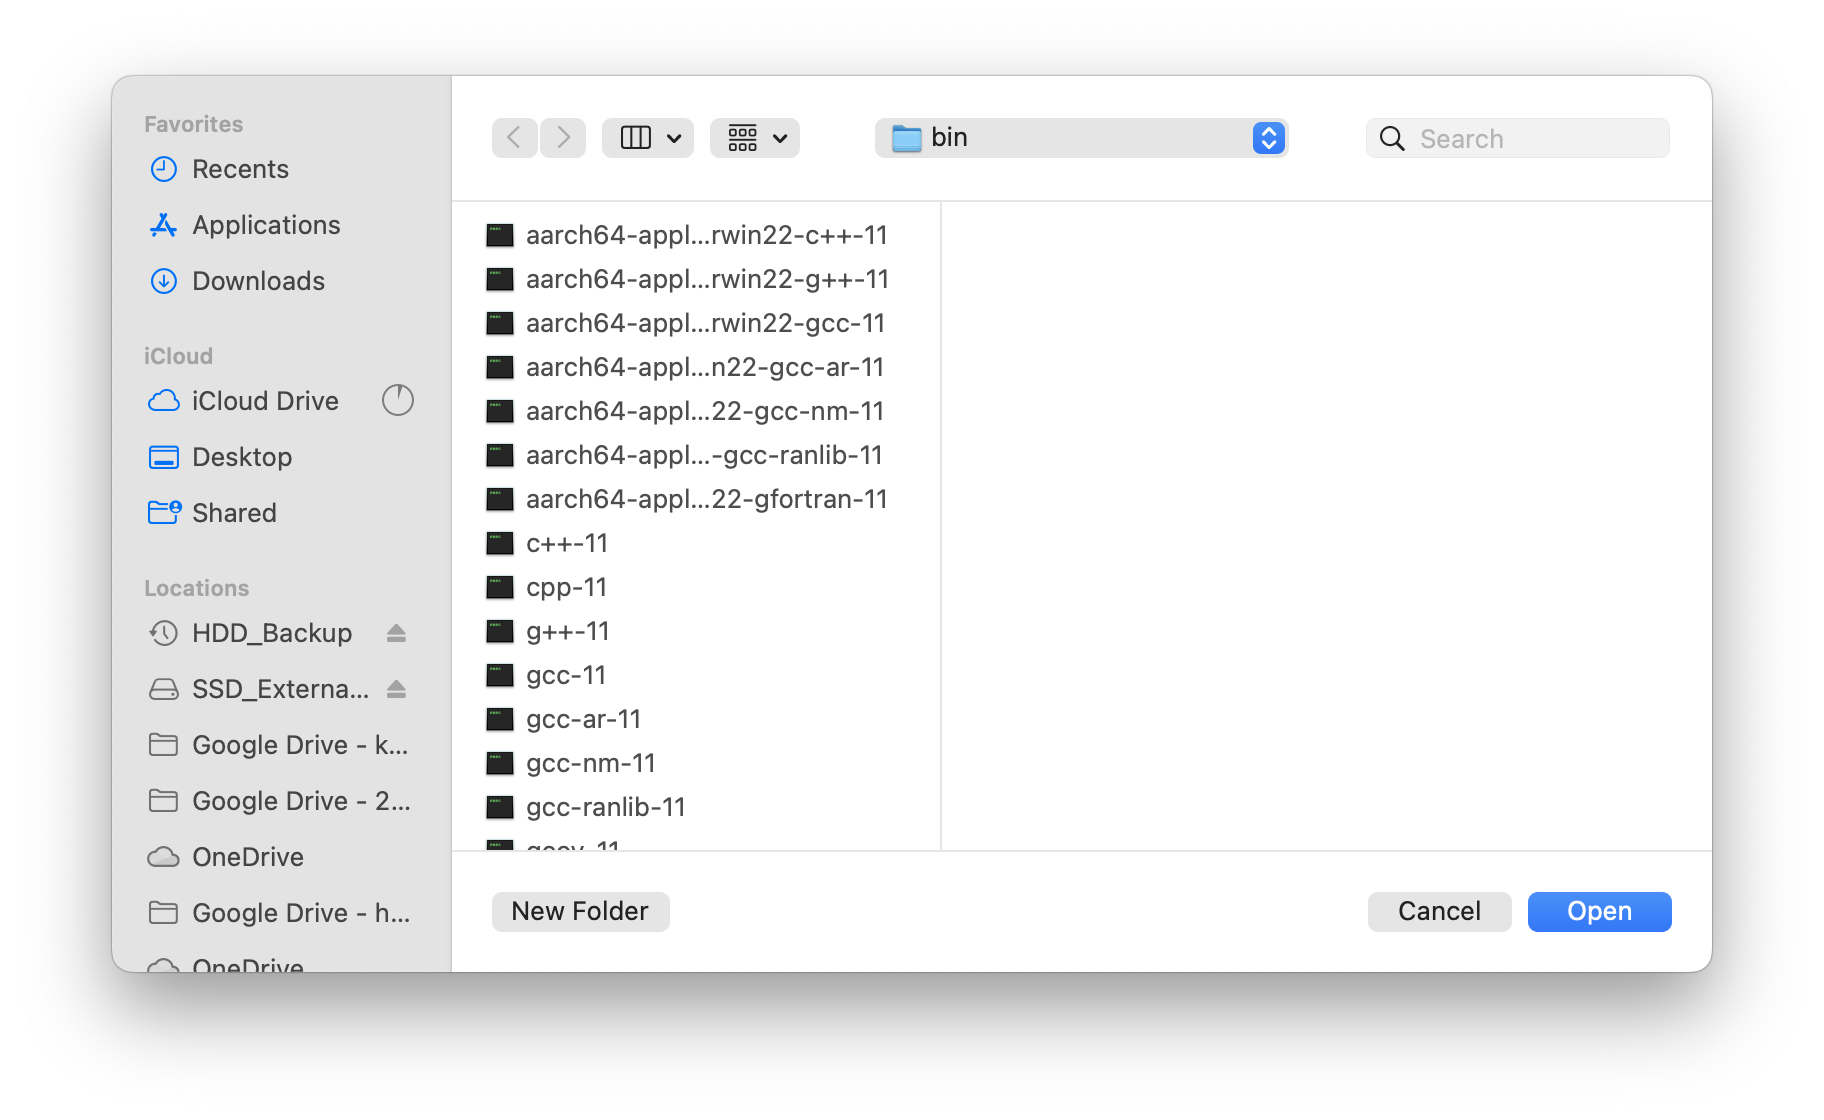 Favorites
Recents
Applications
Downloads
iCloud
iCloud Drive
Desktop
Shared
Locations
HDD_Backup
SSD_Externa...
Google Drive - k...
Google Drive - 2...
OneDrive
Google Drive - h...
OneDrive
bin
Search
aarch64-appl...rwin22-c++-11
aarch64-appl...rwin22-g++-11
aarch64-appl...rwin22-gcc-11
aarch64-appl...n22-gcc-ar-11
aarch64-appl...22-gcc-nm-11
aarch64-appl...-gcc-ranlib-11
aarch64-appl...22-gfortran-11
c++-11
cpp-11
g++-11
gcc-11
gcc-ar-11
gcc-nm-11
gcc-ranlib-11
New Folder
Cancel
Open